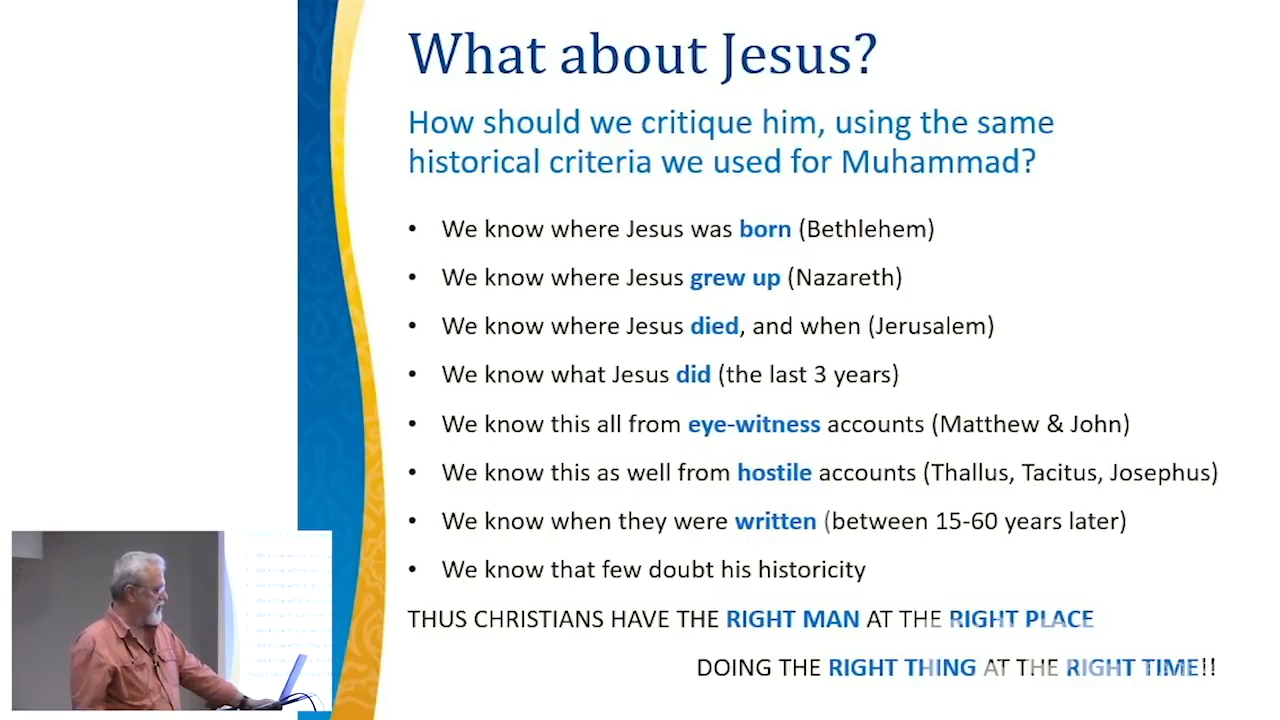 What about Jesus?
How should we critique him, using the same
historical criteria we used for Muhammad?
• We know where Jesus was born (Bethlehem)
• We know where Jesus grew up (Nazareth)
• We know where Jesus died, and when (Jerusalem)
• We know what Jesus did (the last 3 years)
• We know this all from eye-witness accounts (Matthew & John)
• We know this as well from hostile accounts (Thallus, Tacitus, Josephus)
• We know when they were written (between 15-60 years later)
• We know that few doubt his historicity
THUS CHRISTIANS HAVE THE RIGHT MAN AT THE RIGHT PLACE
DOING THE RIGHT THING AT THE RIGHT TIME!!